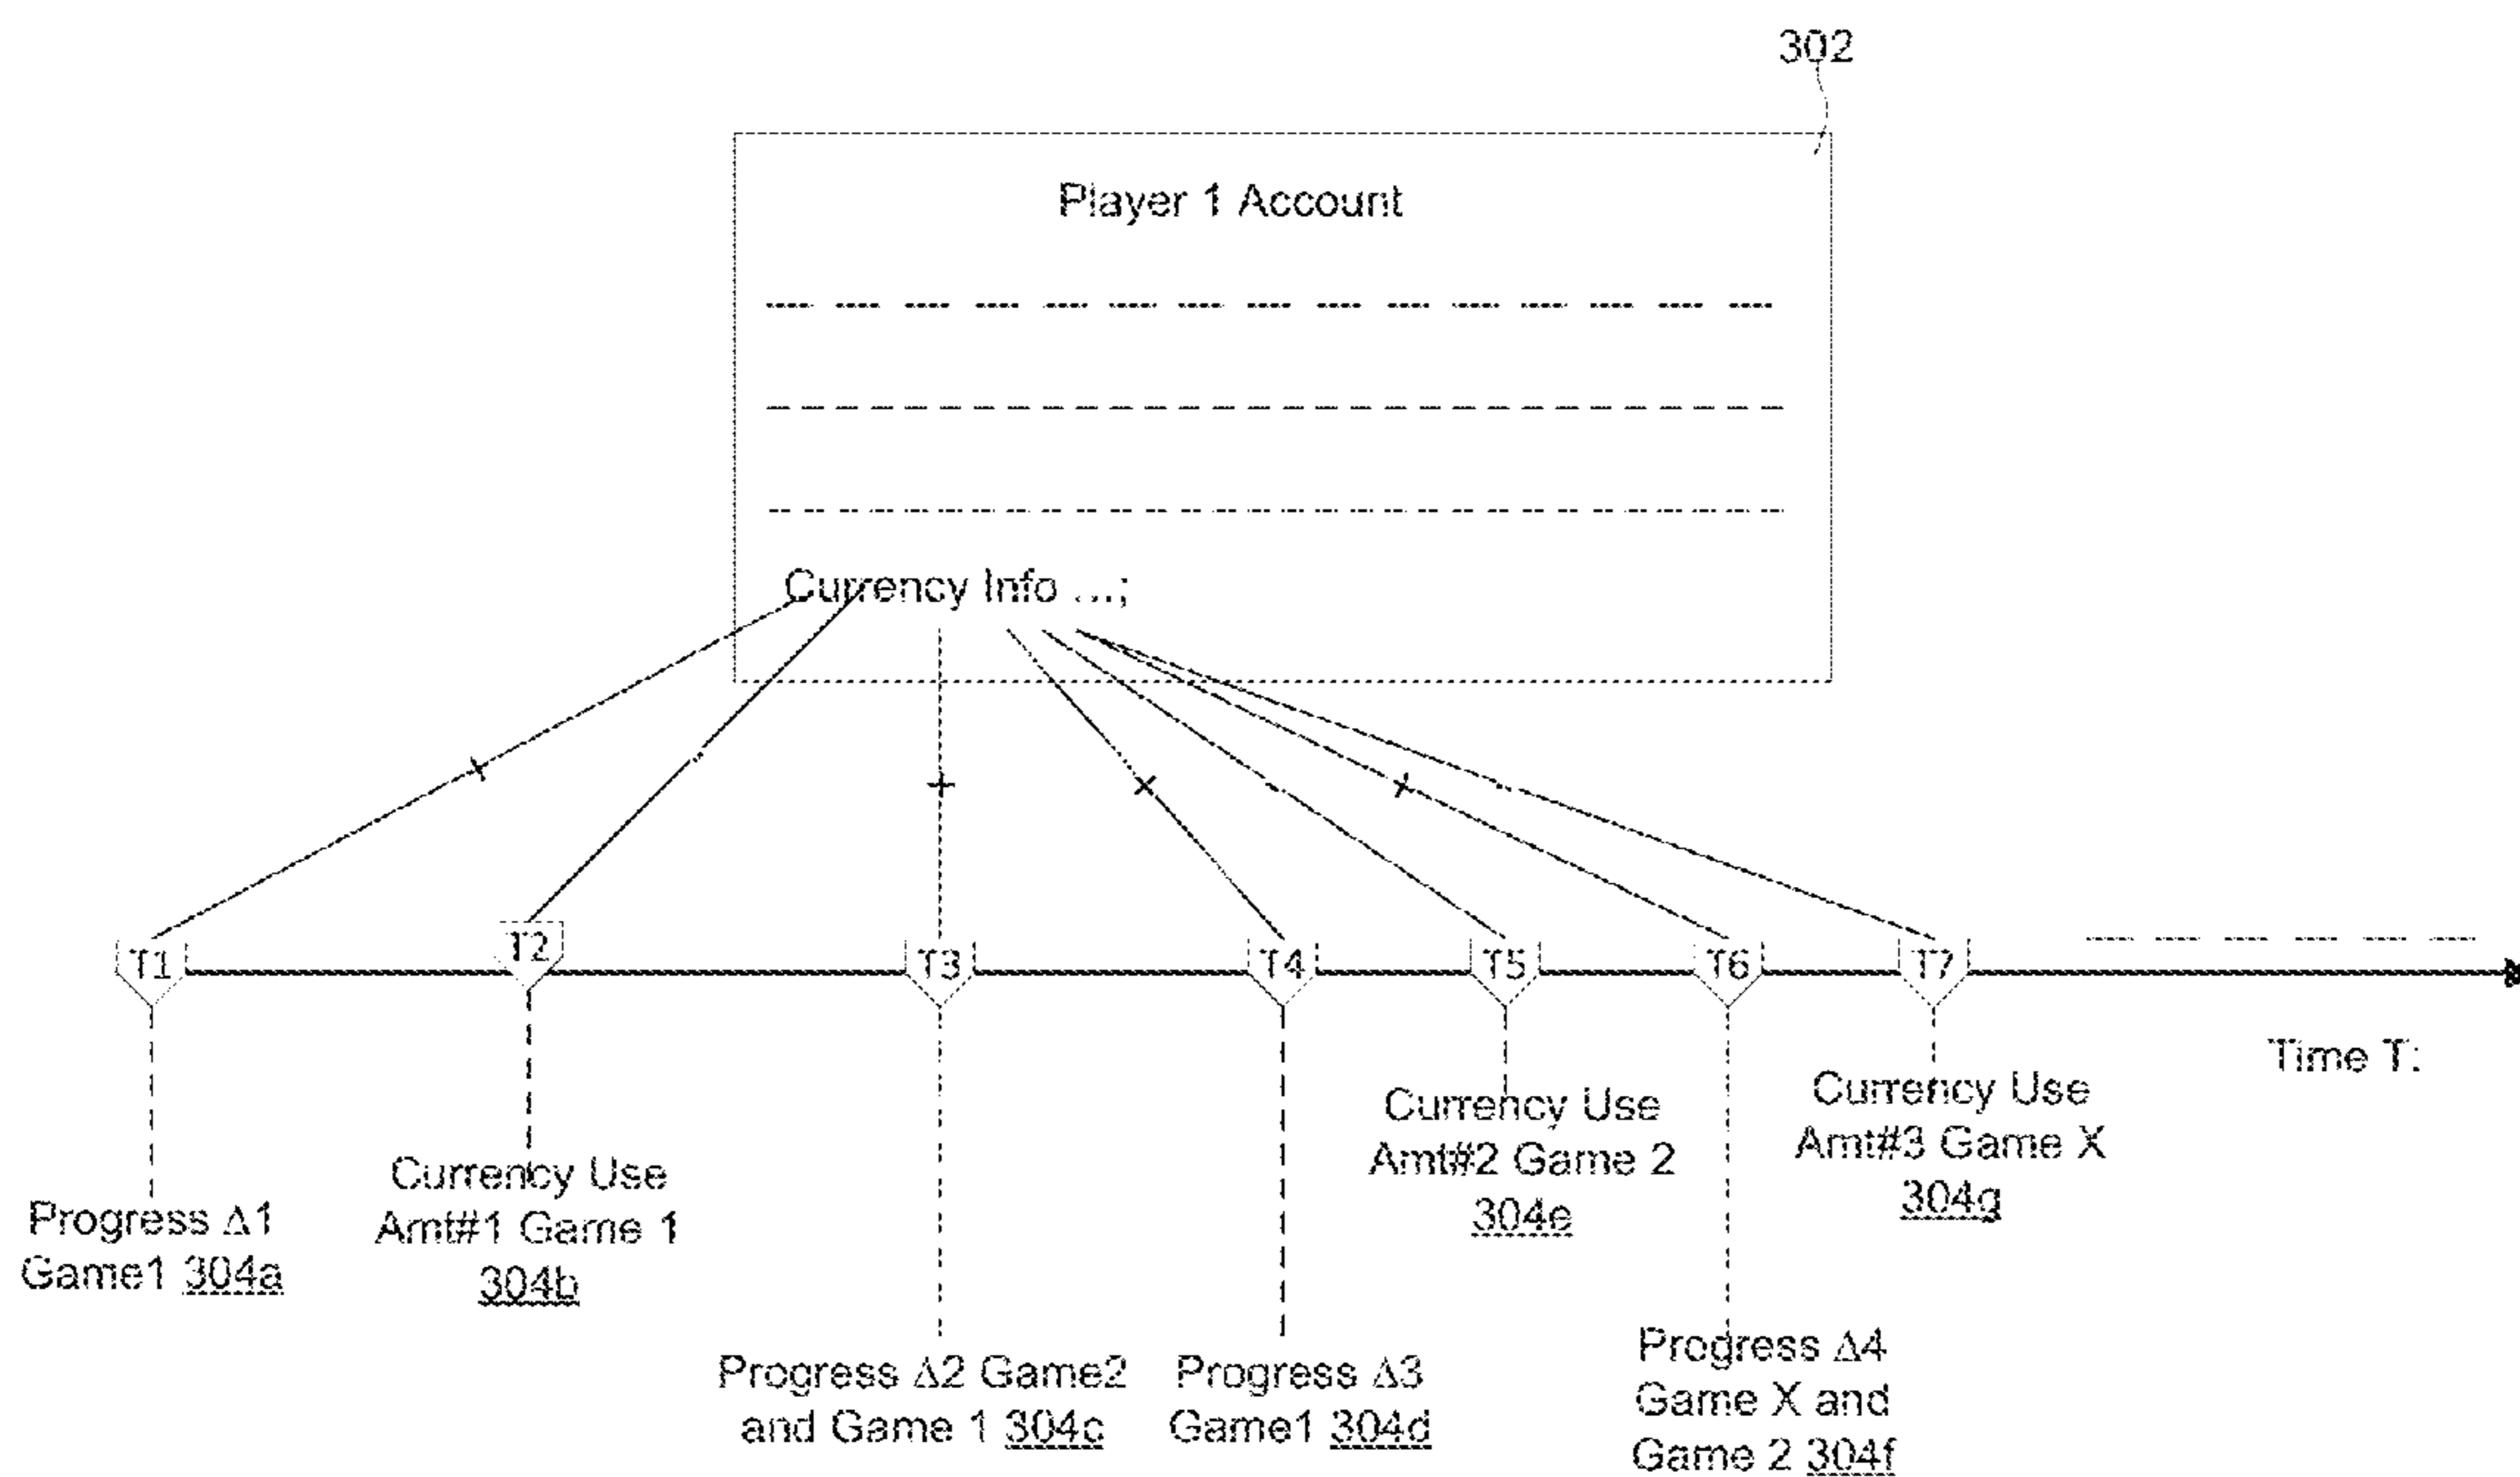 302
Player 1 Account
Currency Info ...;
T1
T2
T3
T4
T5
T6
T7
Time T:
Progress Δ1
Game1 304a
Currency Use
Amt#1 Game 1
304b
Progress Δ2 Game2
and Game 1 304c
Progress Δ3
Game1 304d
Currency Use
Amt#2 Game 2
304e
Progress Δ4
Game X and
Game 2 304f
Currency Use
Amt#3 Game X
304g